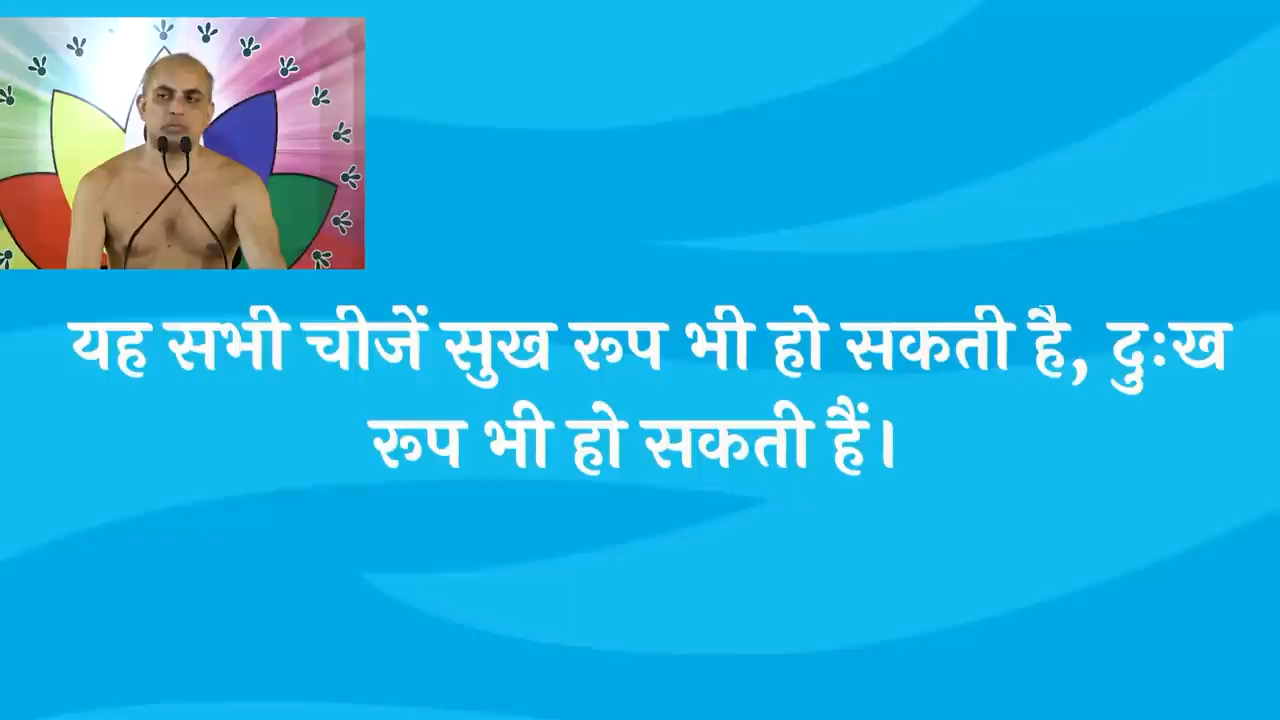 यह सभी चीजें सुख रूप भी हो सकती है, दुःख
रूप भी हो सकती हैं।